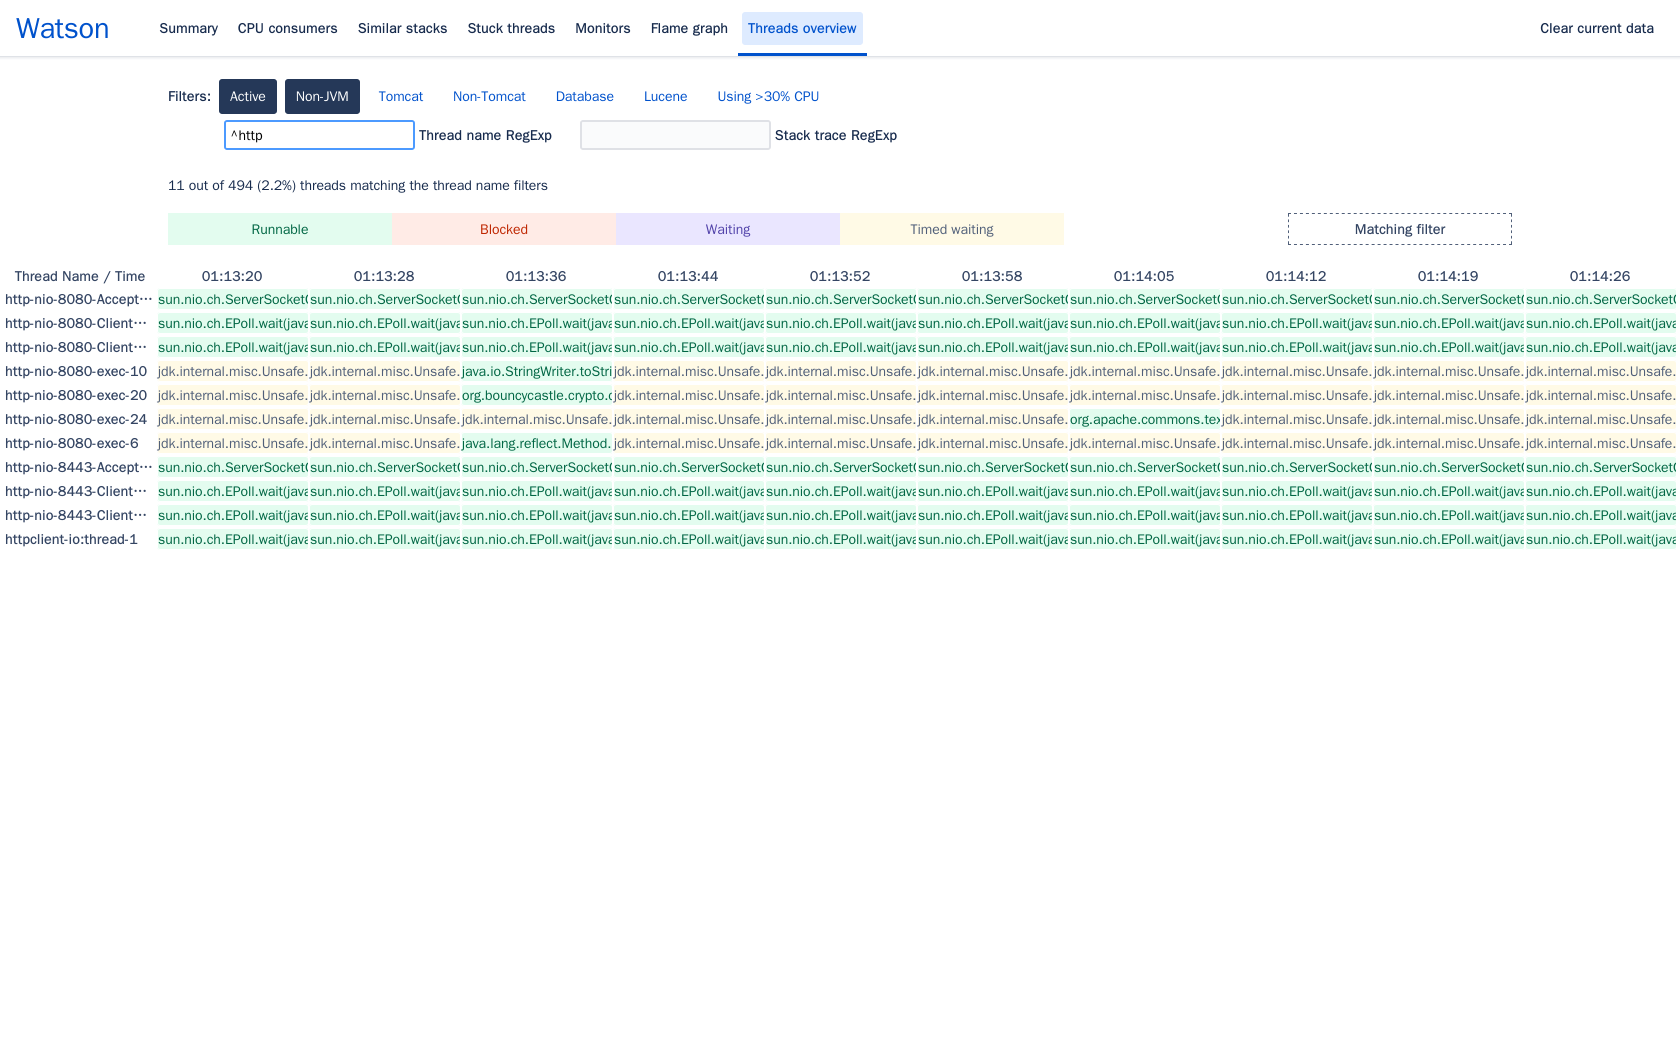 Watson Summary CPU consumers Similar stacks Stuck threads Monitors Flame graph Threads overview Clear current data
Filters: Active Non-JVM Tomcat Non-Tomcat Database Lucene Using >30% CPU
^http Thread name RegExp Stack trace RegExp
11 out of 494 (2.2%) threads matching the thread name filters
Runnable Blocked Waiting Timed waiting Matching filter
Thread Name / Time 01:13:20 01:13:28 01:13:36 01:13:44 01:13:52 01:13:58 01:14:05 01:14:12 01:14:19 01:14:26
http-nio-8080-Accept… sun.nio.ch.ServerSocket sun.nio.ch.ServerSocket sun.nio.ch.ServerSocket sun.nio.ch.ServerSocket sun.nio.ch.ServerSocket sun.nio.ch.ServerSocket sun.nio.ch.ServerSocket sun.nio.ch.ServerSocket sun.nio.ch.ServerSocket sun.nio.ch.ServerSocket
http-nio-8080-Client… sun.nio.ch.EPoll.wait(java sun.nio.ch.EPoll.wait(java sun.nio.ch.EPoll.wait(java sun.nio.ch.EPoll.wait(java sun.nio.ch.EPoll.wait(java sun.nio.ch.EPoll.wait(java sun.nio.ch.EPoll.wait(java sun.nio.ch.EPoll.wait(java sun.nio.ch.EPoll.wait(java sun.nio.ch.EPoll.wait(java
http-nio-8080-Client… sun.nio.ch.EPoll.wait(java sun.nio.ch.EPoll.wait(java sun.nio.ch.EPoll.wait(java sun.nio.ch.EPoll.wait(java sun.nio.ch.EPoll.wait(java sun.nio.ch.EPoll.wait(java sun.nio.ch.EPoll.wait(java sun.nio.ch.EPoll.wait(java sun.nio.ch.EPoll.wait(java sun.nio.ch.EPoll.wait(java
http-nio-8080-exec-10 jdk.internal.misc.Unsafe. jdk.internal.misc.Unsafe. java.io.StringWriter.toStri jdk.internal.misc.Unsafe. jdk.internal.misc.Unsafe. jdk.internal.misc.Unsafe. jdk.internal.misc.Unsafe. jdk.internal.misc.Unsafe. jdk.internal.misc.Unsafe. jdk.internal.misc.Unsafe.
http-nio-8080-exec-20 jdk.internal.misc.Unsafe. jdk.internal.misc.Unsafe. org.bouncycastle.crypto. jdk.internal.misc.Unsafe. jdk.internal.misc.Unsafe. jdk.internal.misc.Unsafe. jdk.internal.misc.Unsafe. jdk.internal.misc.Unsafe. jdk.internal.misc.Unsafe. jdk.internal.misc.Unsafe.
http-nio-8080-exec-24 jdk.internal.misc.Unsafe. jdk.internal.misc.Unsafe. jdk.internal.misc.Unsafe. jdk.internal.misc.Unsafe. jdk.internal.misc.Unsafe. jdk.internal.misc.Unsafe. org.apache.commons.tex jdk.internal.misc.Unsafe. jdk.internal.misc.Unsafe. jdk.internal.misc.Unsafe.
http-nio-8080-exec-6 jdk.internal.misc.Unsafe. jdk.internal.misc.Unsafe. java.lang.reflect.Method. jdk.internal.misc.Unsafe. jdk.internal.misc.Unsafe. jdk.internal.misc.Unsafe. jdk.internal.misc.Unsafe. jdk.internal.misc.Unsafe. jdk.internal.misc.Unsafe. jdk.internal.misc.Unsafe.
http-nio-8443-Accept… sun.nio.ch.ServerSocket sun.nio.ch.ServerSocket sun.nio.ch.ServerSocket sun.nio.ch.ServerSocket sun.nio.ch.ServerSocket sun.nio.ch.ServerSocket sun.nio.ch.ServerSocket sun.nio.ch.ServerSocket sun.nio.ch.ServerSocket sun.nio.ch.ServerSocket
http-nio-8443-Client… sun.nio.ch.EPoll.wait(java sun.nio.ch.EPoll.wait(java sun.nio.ch.EPoll.wait(java sun.nio.ch.EPoll.wait(java sun.nio.ch.EPoll.wait(java sun.nio.ch.EPoll.wait(java sun.nio.ch.EPoll.wait(java sun.nio.ch.EPoll.wait(java sun.nio.ch.EPoll.wait(java sun.nio.ch.EPoll.wait(java
http-nio-8443-Client… sun.nio.ch.EPoll.wait(java sun.nio.ch.EPoll.wait(java sun.nio.ch.EPoll.wait(java sun.nio.ch.EPoll.wait(java sun.nio.ch.EPoll.wait(java sun.nio.ch.EPoll.wait(java sun.nio.ch.EPoll.wait(java sun.nio.ch.EPoll.wait(java sun.nio.ch.EPoll.wait(java sun.nio.ch.EPoll.wait(java
httpclient-io:thread-1 sun.nio.ch.EPoll.wait(java sun.nio.ch.EPoll.wait(java sun.nio.ch.EPoll.wait(java sun.nio.ch.EPoll.wait(java sun.nio.ch.EPoll.wait(java sun.nio.ch.EPoll.wait(java sun.nio.ch.EPoll.wait(java sun.nio.ch.EPoll.wait(java sun.nio.ch.EPoll.wait(java sun.nio.ch.EPoll.wait(java